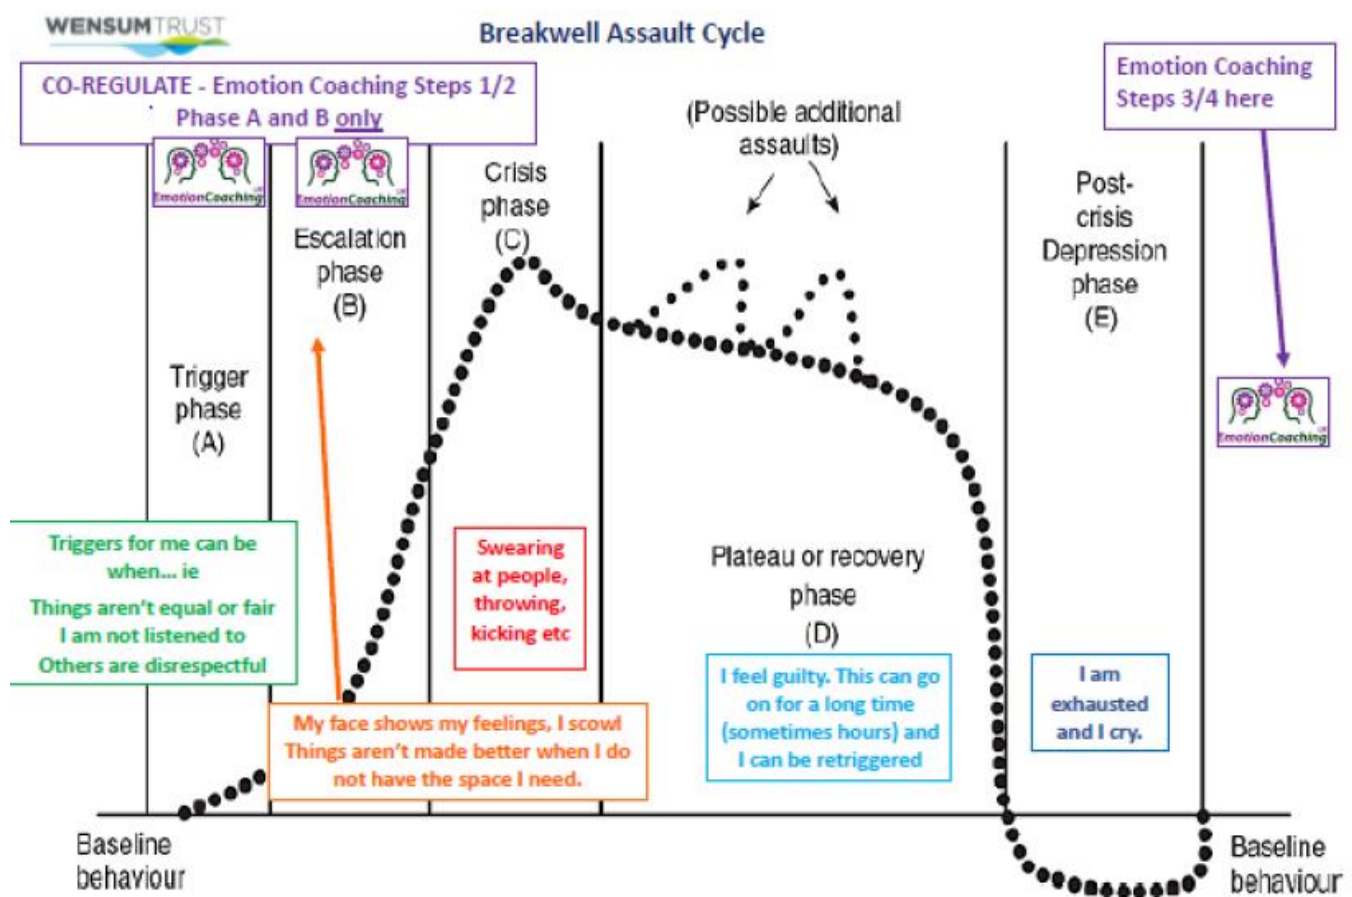 WENSUMTRUST
Breakwell Assault Cycle
CO-REGULATE - Emotion Coaching Steps 1/2
Phase A and B only
Emotion Coaching
Steps 3/4 here
(Possible additional
assaults)
EmotionCoaching UK
EmotionCoaching UK
Crisis
phase
(C)
Post-
crisis
Depression
phase
(E)
Escalation
phase
(B)
Trigger
phase
(A)
EmotionCoaching UK
Triggers for me can be
when... ie
Things aren't equal or fair
I am not listened to
Others are disrespectful
Swearing
at people,
throwing,
kicking etc
Plateau or recovery
phase
(D)
I feel guilty. This can go
on for a long time
(sometimes hours) and
I can be retriggered
I am
exhausted
and I cry.
My face shows my feelings, I scowl
Things aren't made better when I do
not have the space I need.
Baseline
behaviour
Baseline
behaviour